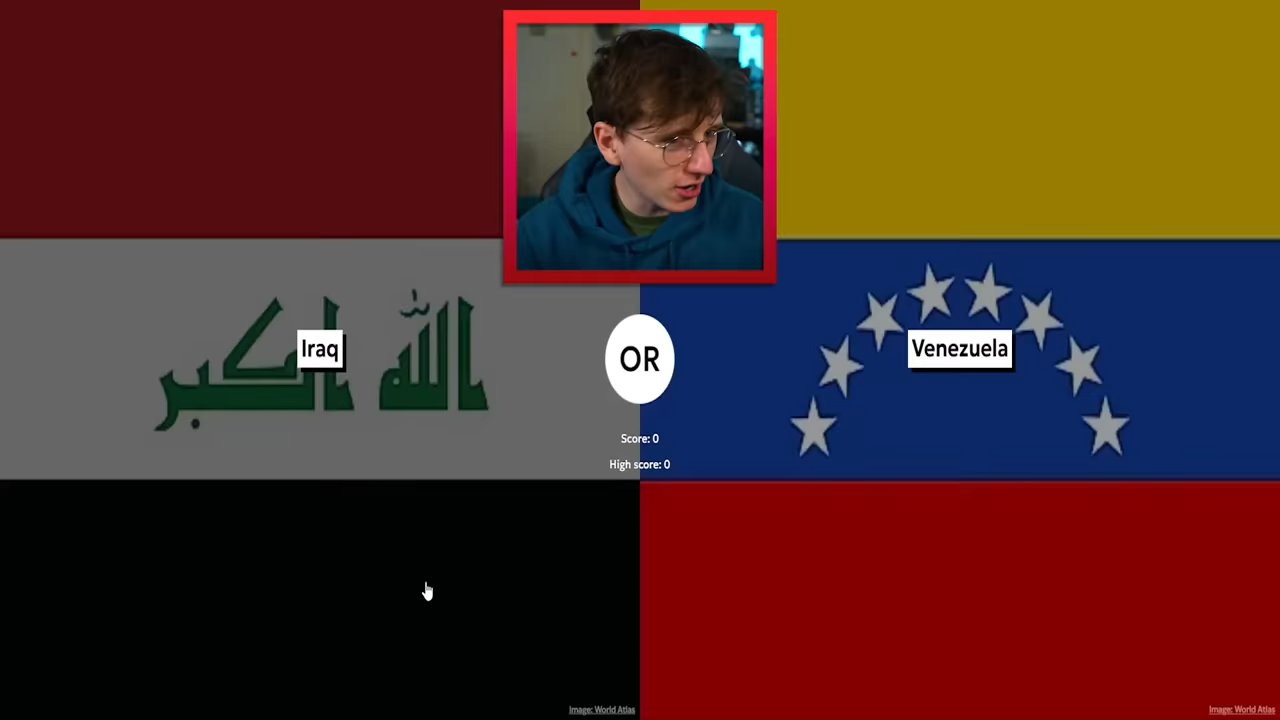 الله اكبر
Iraq
OR
Venezuela
Score: 0
High score: 0
Image: World Atlas
Image: World Atlas